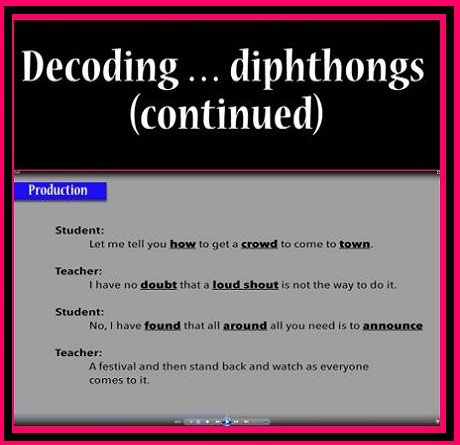 Decoding ... diphthongs
(continued)
Production
Student:
Let me tell you how to get a crowd to come to town.
Teacher:
I have no doubt that a loud shout is not the way to do it.
Student:
No, I have found that all around all you need is to announce
Teacher:
A festival and then stand back and watch as everyone
comes to it.